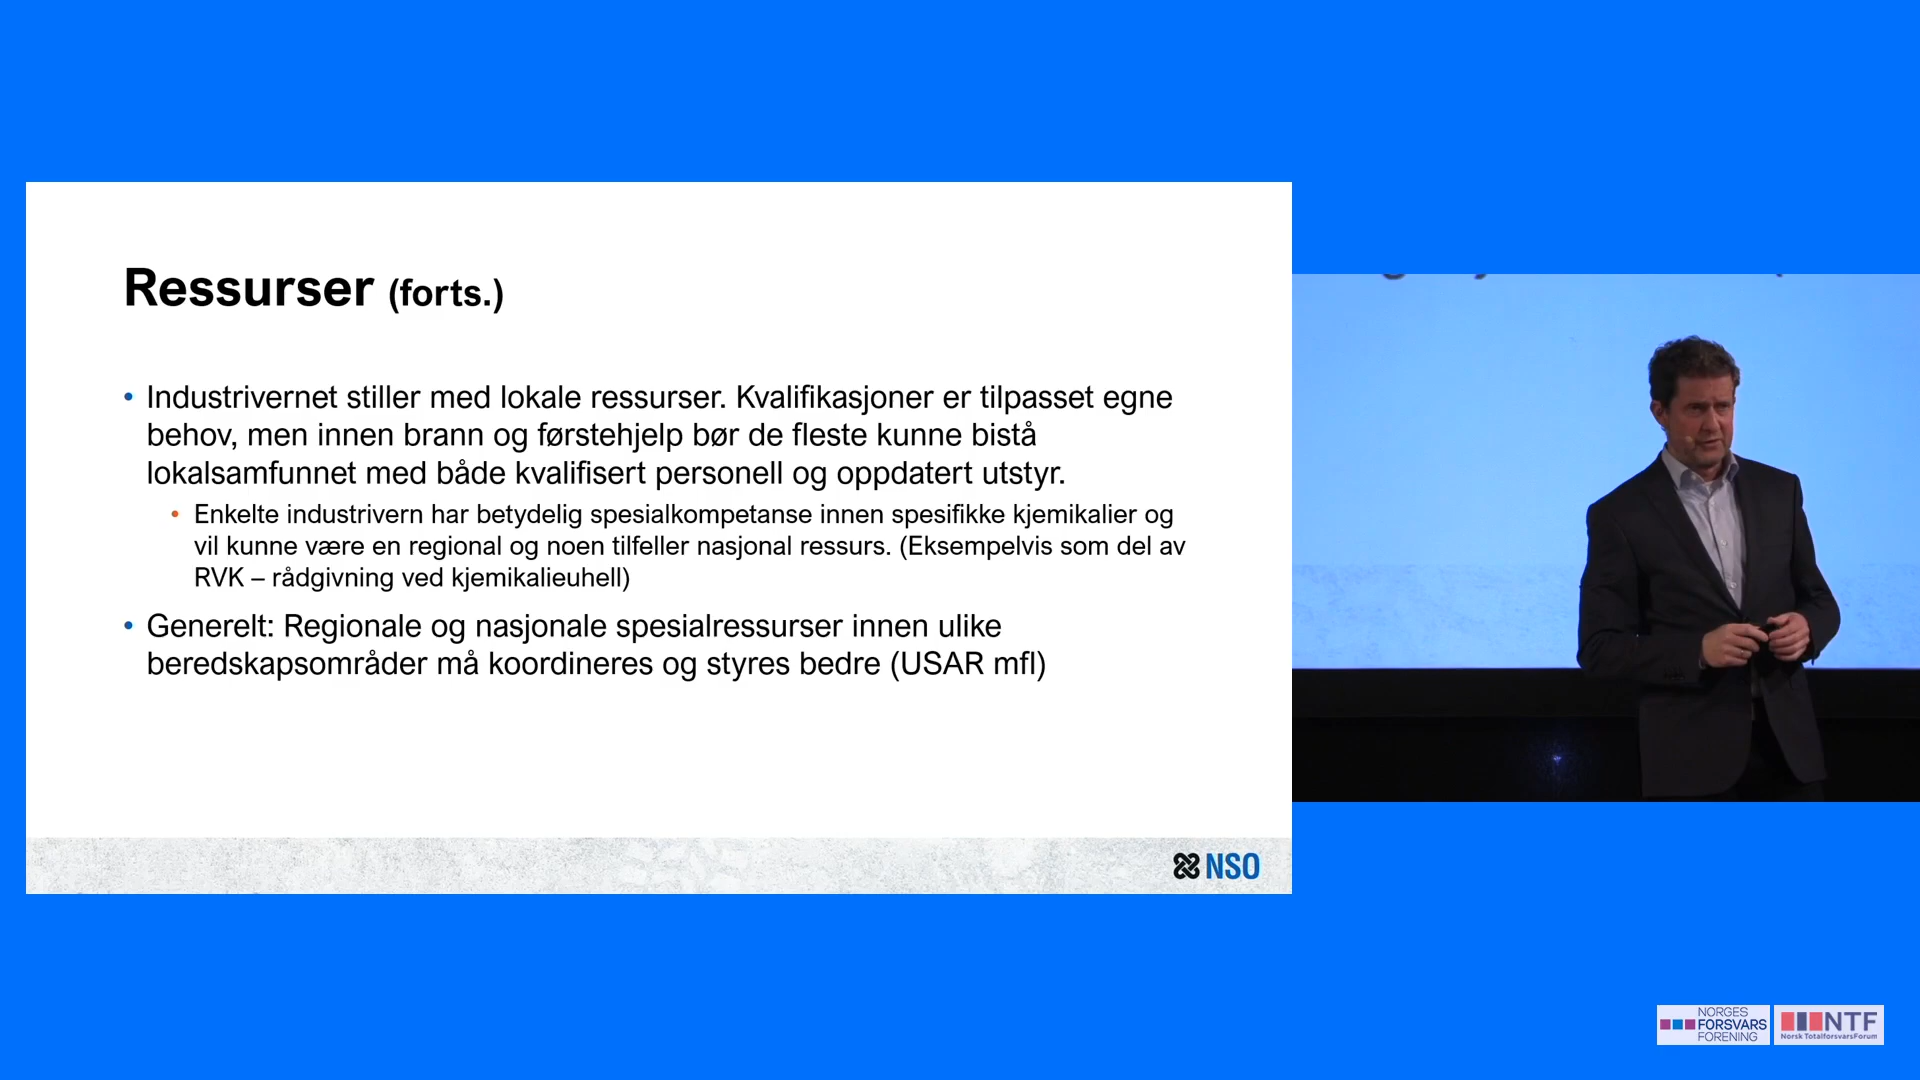 Ressurser (forts.)
• Industrivernet stiller med lokale ressurser. Kvalifikasjoner er tilpasset egne
behov, men innen brann og førstehjelp bør de fleste kunne bistå
lokalsamfunnet med både kvalifisert personell og oppdatert utstyr.
• Enkelte industrivern har betydelig spesialkompetanse innen spesifikke kjemikalier og
vil kunne være en regional og noen tilfeller nasjonal ressurs. (Eksempelvis som del av
RVK – rådgivning ved kjemikalieuhell)
• Generelt: Regionale og nasjonale spesialressurser innen ulike
beredskapsområder må koordineres og styres bedre (USAR mfl)
NSO
NORGES
FORSVARS
FORENING
NTF
Norsk TotalforsvarsForum